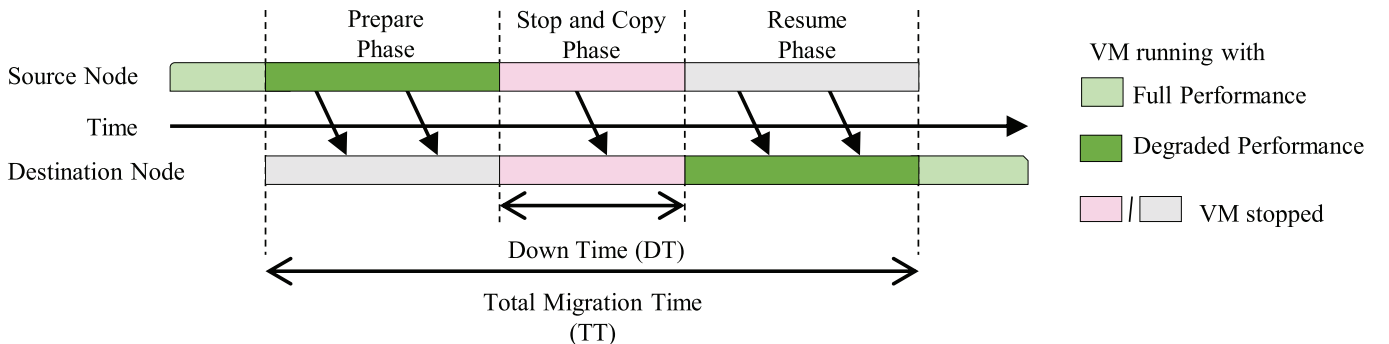 Prepare
Phase
Stop and Copy
Phase
Resume
Phase
Source Node
Time
Destination Node
Down Time (DT)
Total Migration Time
(TT)
VM running with
Full Performance
Degraded Performance
/ VM stopped